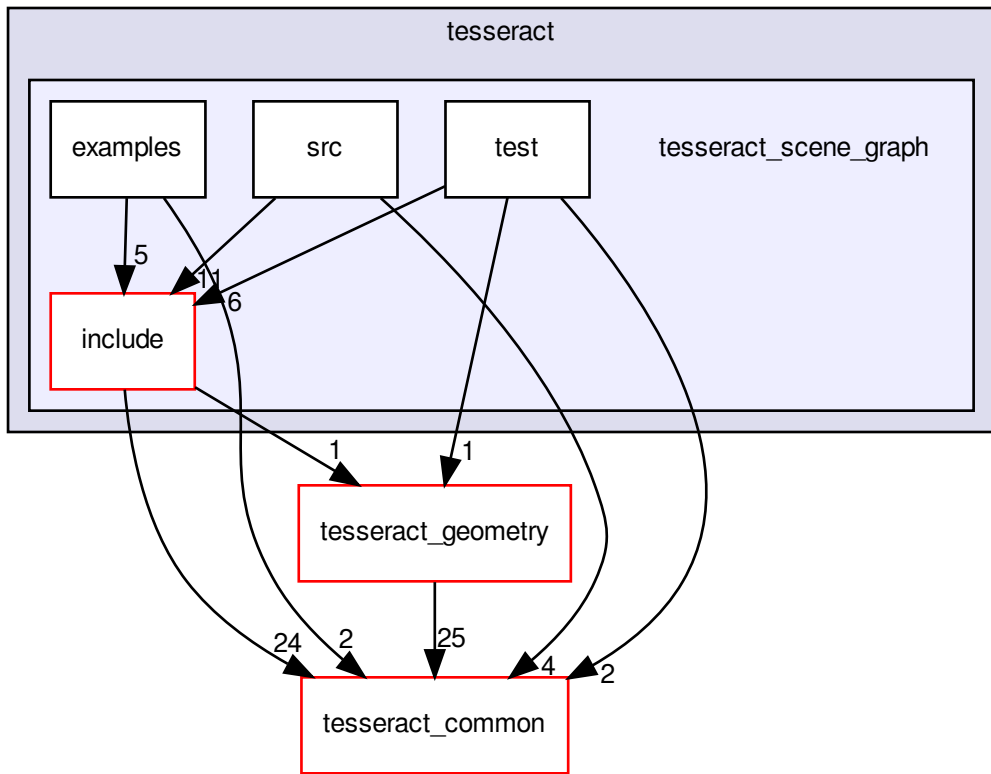 tesseract
examples
src
test
tesseract_scene_graph
5
11
6
include
1
1
tesseract_geometry
24
2
25
4
2
tesseract_common